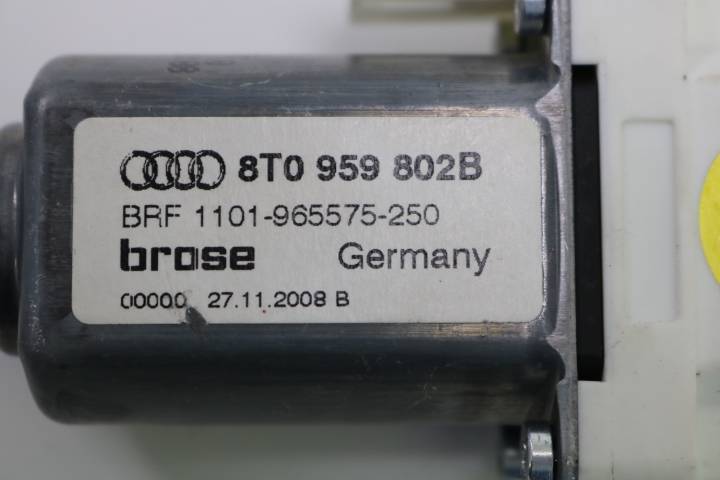 8T0 959 802B
BRF 1101-965575-250
brose Germany
00000 27.11.2008 B